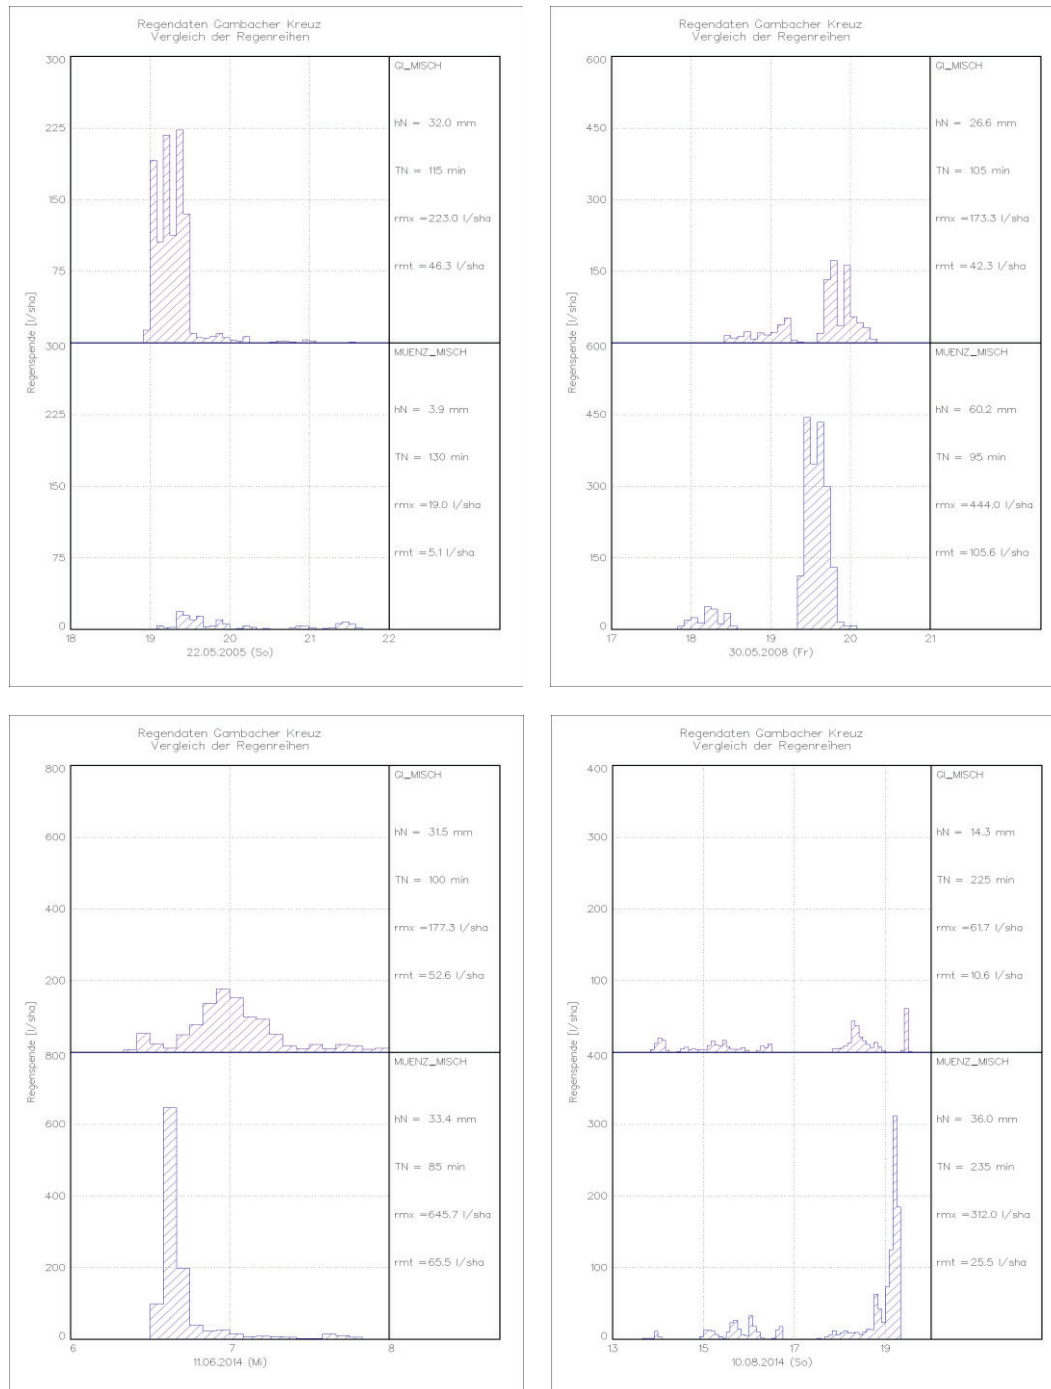 Regendaten Gambacher Kreuz
Vergleich der Regenreihen
300
GI_MISCH
hN = 32.0 mm
225
TN = 115 min
150
rmx =223.0 l/sha
75
rmt =46.3 l/sha
Regenspende [l/sha]
300
MUENZ_MISCH
hN = 3.9 mm
225
TN = 130 min
150
rmx =19.0 l/sha
75
rmt =5.1 l/sha
0
18 19 20 21 22
22.05.2005 (So)
Regendaten Gambacher Kreuz
Vergleich der Regenreihen
600
GI_MISCH
hN = 26.6 mm
450
TN = 105 min
300
rmx =173.3 l/sha
150
rmt =42.3 l/sha
Regenspende [l/sha]
600
MUENZ_MISCH
hN = 60.2 mm
450
TN = 95 min
300
rmx =444.0 l/sha
150
rmt =105.6 l/sha
0
17 18 19 20 21
30.05.2008 (Fr)
Regendaten Gambacher Kreuz
Vergleich der Regenreihen
800
GI_MISCH
hN = 31.5 mm
600
TN = 100 min
400
rmx =177.3 l/sha
200
rmt =52.6 l/sha
Regenspende [l/sha]
800
MUENZ_MISCH
hN = 33.4 mm
600
TN = 85 min
400
rmx =645.7 l/sha
200
rmt =65.5 l/sha
0
6 7 8
11.06.2014 (Mi)
Regendaten Gambacher Kreuz
Vergleich der Regenreihen
400
GI_MISCH
hN = 14.3 mm
300
TN = 225 min
200
rmx =61.7 l/sha
100
rmt =10.6 l/sha
Regenspende [l/sha]
400
MUENZ_MISCH
hN = 36.0 mm
300
TN = 235 min
200
rmx =312.0 l/sha
100
rmt =25.5 l/sha
0
13 15 17 19
10.08.2014 (So)